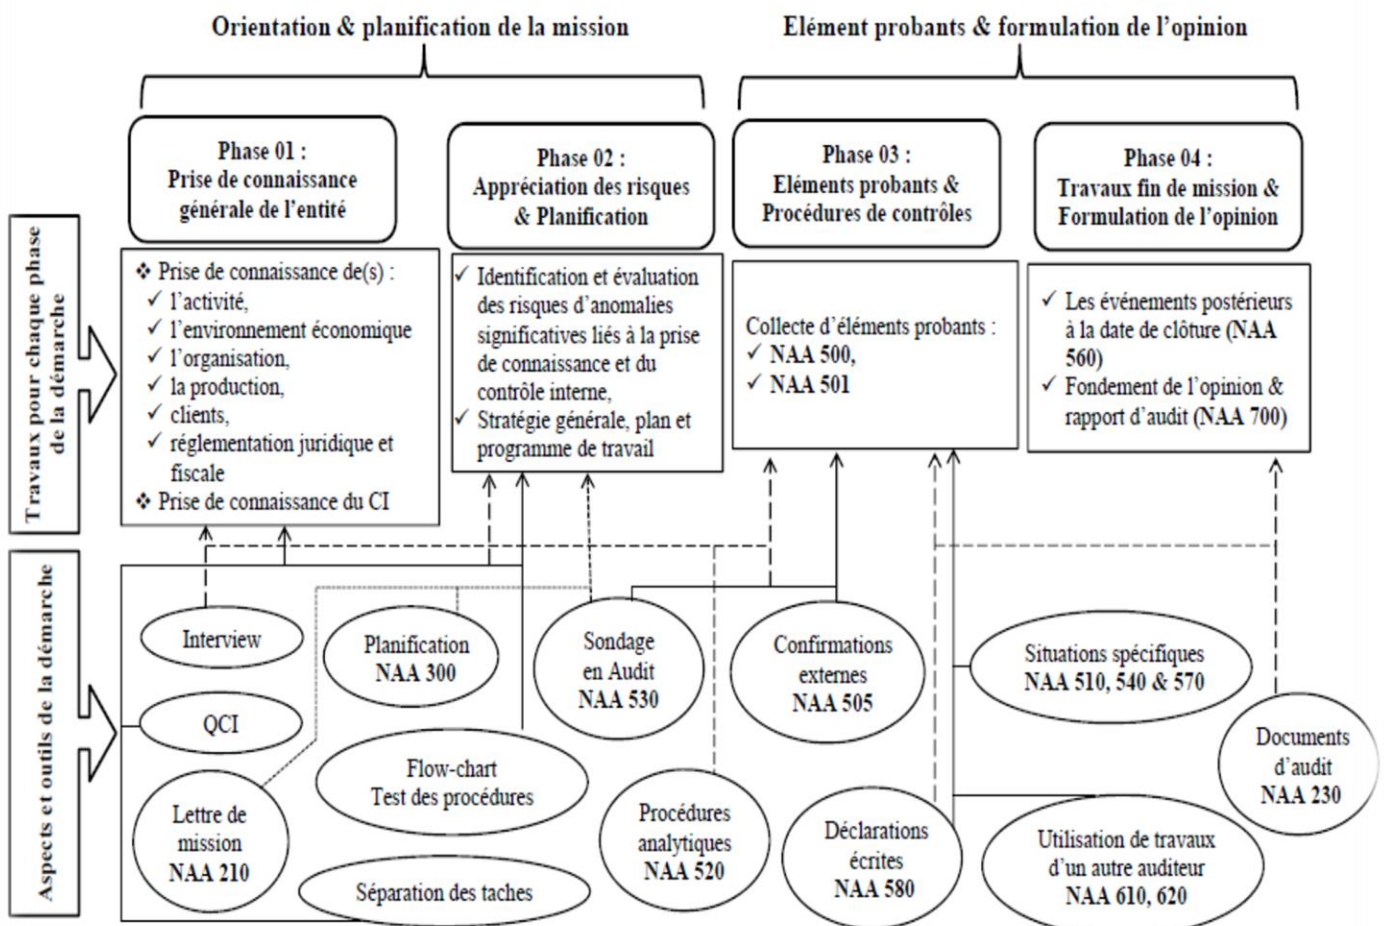 Orientation & planification de la mission
Elément probants & formulation de l’opinion
Phase 01 :
Prise de connaissance
générale de l’entité
Phase 02 :
Appréciation des risques
& Planification
Phase 03 :
Eléments probants &
Procédures de contrôles
Phase 04 :
Travaux fin de mission &
Formulation de l’opinion
Travaux pour chaque phase
de la démarche
❖ Prise de connaissance de(s) :
✓ l’activité,
✓ l’environnement économique
✓ l’organisation,
✓ la production,
✓ clients,
✓ réglementation juridique et
fiscale
❖ Prise de connaissance du CI
✓ Identification et évaluation
des risques d’anomalies
significatives liés à la prise
de connaissance et du
contrôle interne,
✓ Stratégie générale, plan et
programme de travail
Collecte d’éléments probants :
✓ NAA 500,
✓ NAA 501
✓ Les événements postérieurs
à la date de clôture (NAA
560)
✓ Fondement de l’opinion &
rapport d’audit (NAA 700)
Aspects et outils de la démarche
Interview
QCI
Lettre de
mission
NAA 210
Planification
NAA 300
Flow-chart
Test des procédures
Séparation des taches
Sondage
en Audit
NAA 530
Procédures
analytiques
NAA 520
Confirmations
externes
NAA 505
Déclarations
écrites
NAA 580
Situations spécifiques
NAA 510, 540 & 570
Utilisation de travaux
d’un autre auditeur
NAA 610, 620
Documents
d’audit
NAA 230